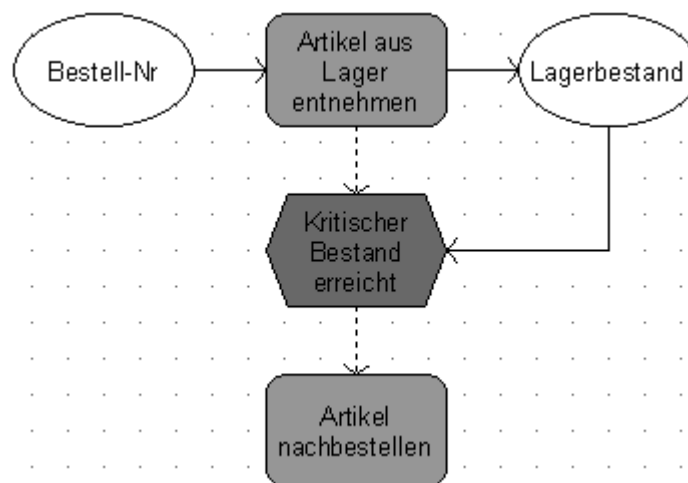 Bestell-Nr
Artikel aus
Lager
entnehmen
Lagerbestand
Kritischer
Bestand
erreicht
Artikel
nachbestellen